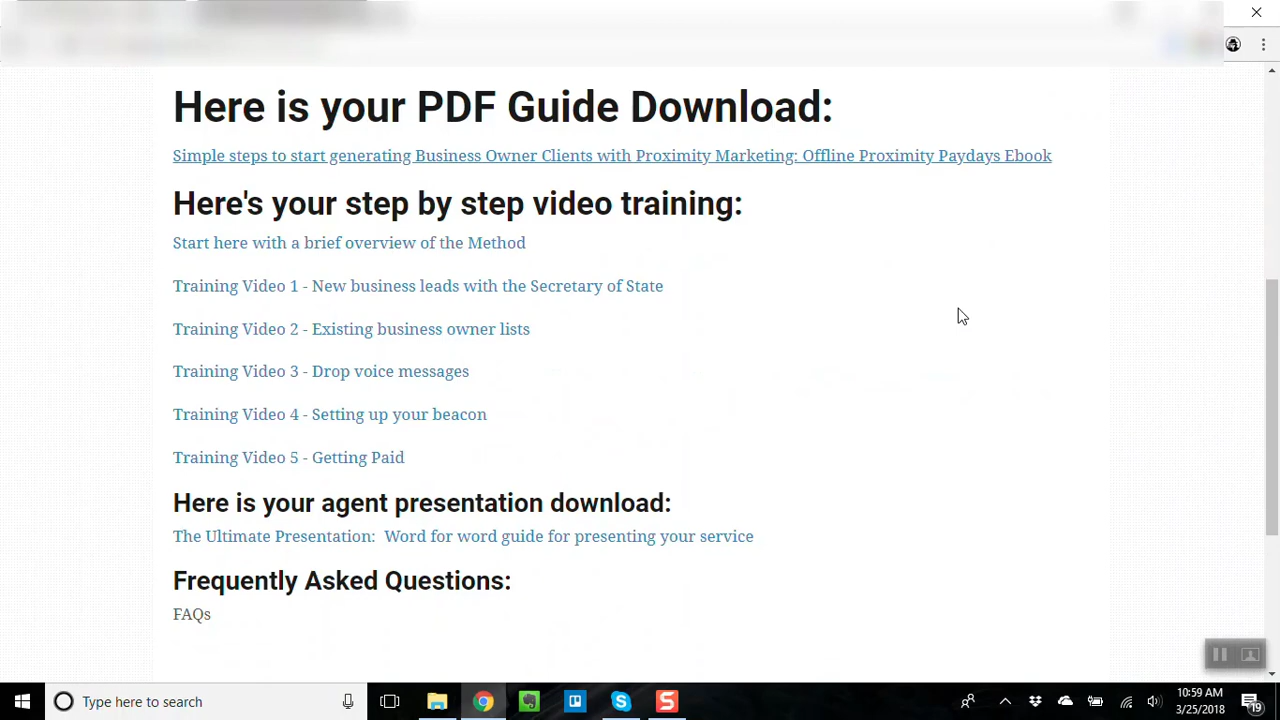 Here is your PDF Guide Download:
Simple steps to start generating Business Owner Clients with Proximity Marketing: Offline Proximity Paydays Ebook
Here's your step by step video training:
Start here with a brief overview of the Method
Training Video 1 - New business leads with the Secretary of State
Training Video 2 - Existing business owner lists
Training Video 3 - Drop voice messages
Training Video 4 - Setting up your beacon
Training Video 5 - Getting Paid
Here is your agent presentation download:
The Ultimate Presentation:  Word for word guide for presenting your service
Frequently Asked Questions:
FAQs
Type here to search
10:59 AM
3/25/2018
19